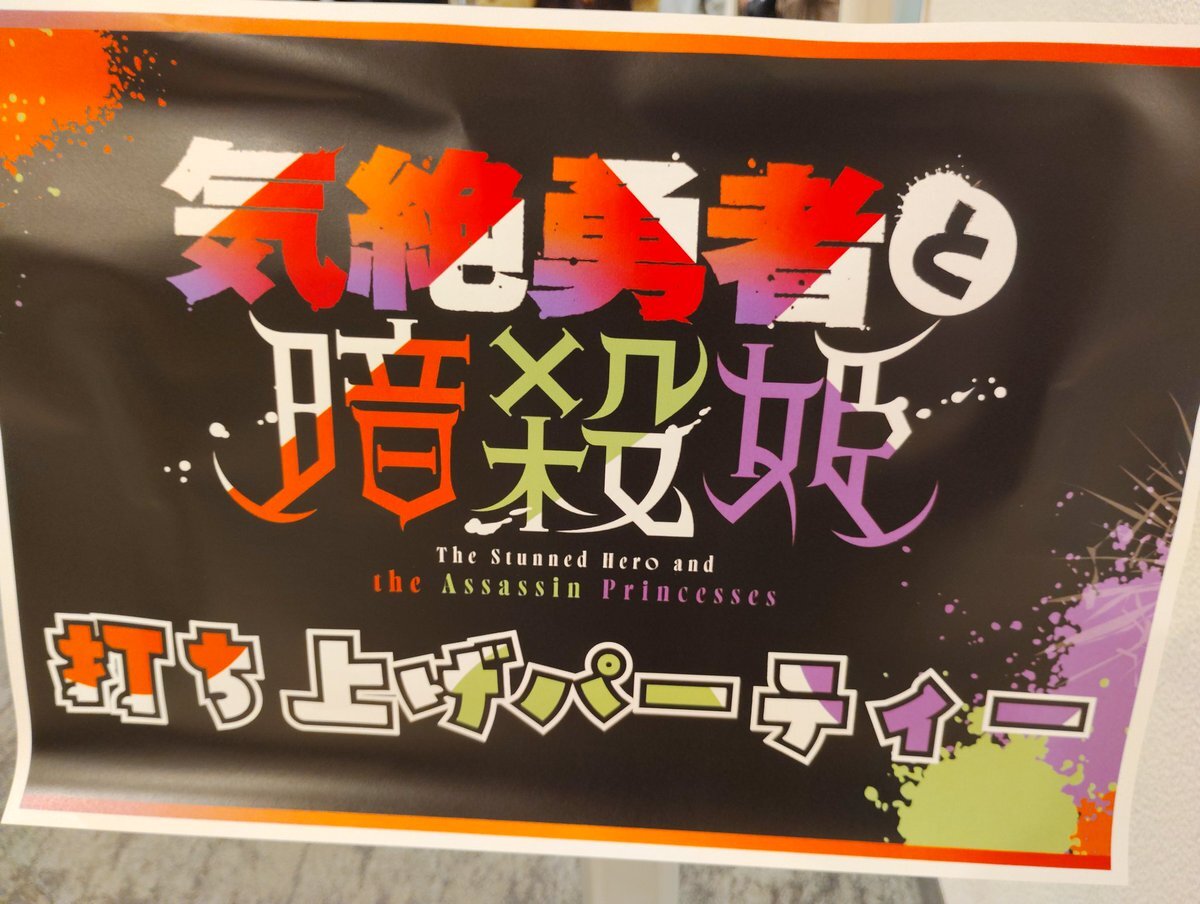 気絶勇者と
暗殺姫
The Stunned Hero and
the Assassin Princesses
打ち上げパーティー